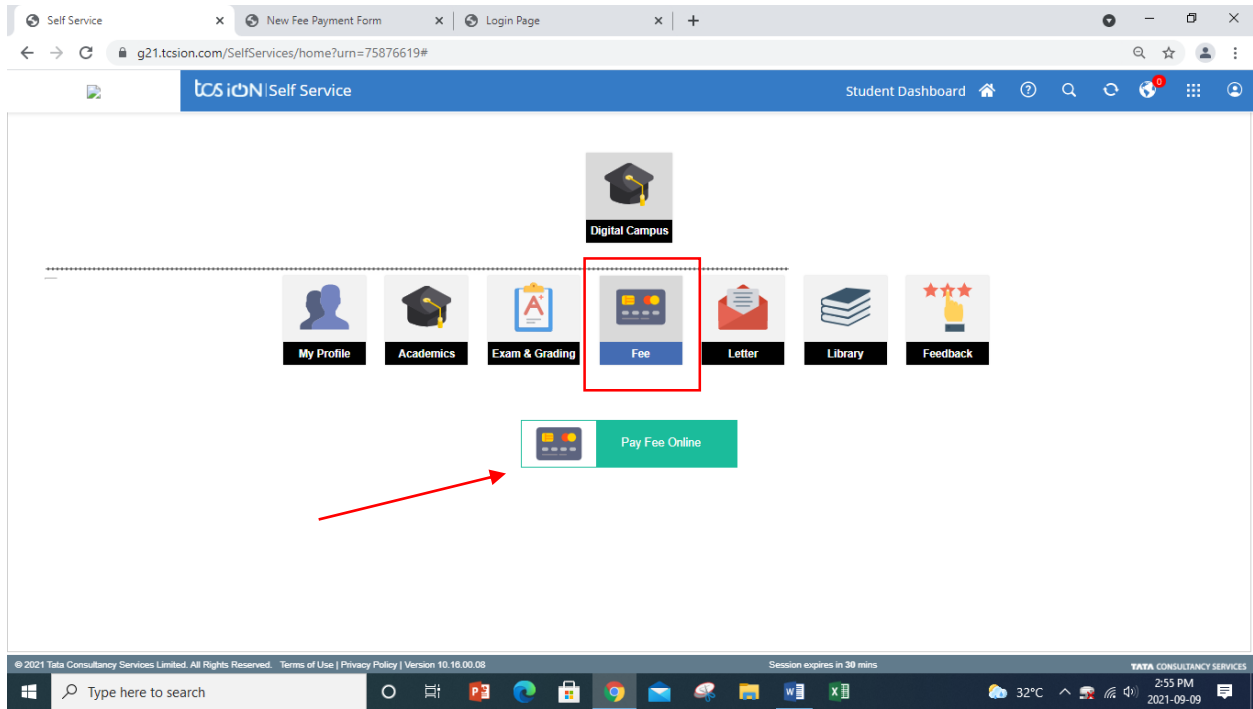 Self Service
New Fee Payment Form
Login Page
g21.tcsion.com/SelfServices/home?urn=75876619#
tcs iON | Self Service
Student Dashboard
0
Digital Campus
My Profile
Academics
A+
Exam & Grading
Fee
Letter
Library
Feedback
Pay Fee Online
© 2021 Tata Consultancy Services Limited. All Rights Reserved. Terms of Use | Privacy Policy | Version 10.16.00.08
Session expires in 30 mins
TATA CONSULTANCY SERVICES
Type here to search
32°C
2:55 PM
2021-09-09